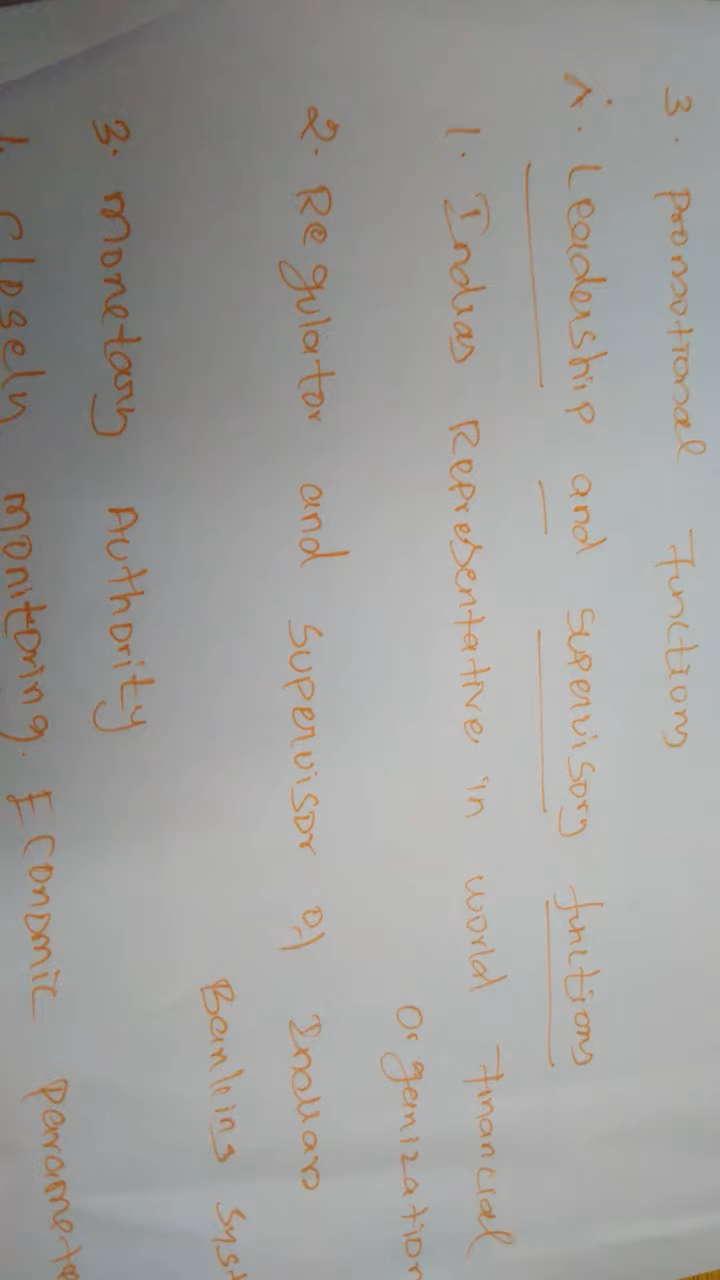 3. promotional functions
i. Leadership and supervisory functions
1. Indias Representative in world Financial
Organization
2. Regulator and supervisor of Indian
Banking Syst
3. monetary Authority
1. Closely monitoring. Economic paramete